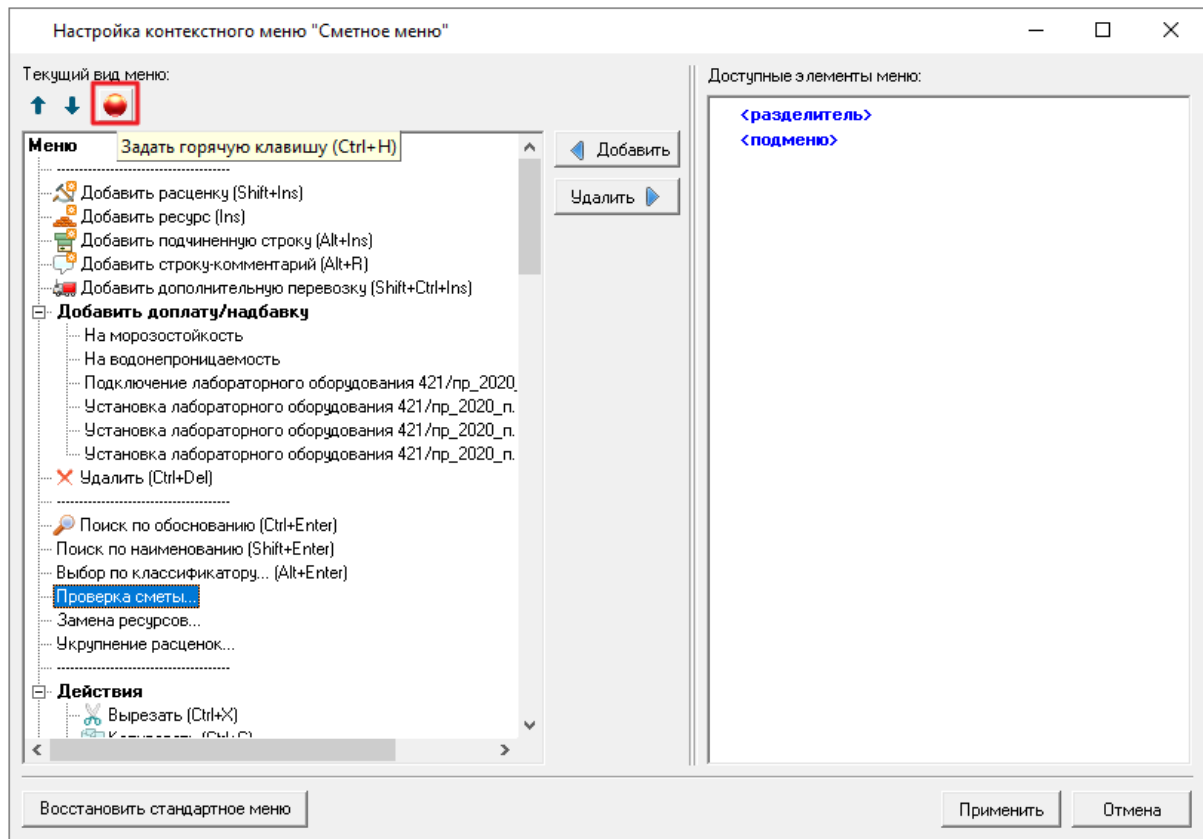 Настройка контекстного меню "Сметное меню"
Текущий вид меню:
Задать горячую клавишу (Ctrl+H)
Меню
Добавить расценку (Shift+Ins)
Добавить ресурс (Ins)
Добавить подчиненную строку (Alt+Ins)
Добавить строку-комментарий (Alt+R)
Добавить дополнительную перевозку (Shift+Ctrl+Ins)
Добавить доплату/надбавку
На морозостойкость
На водонепроницаемость
Подключение лабораторного оборудования 421/пр_2020_
Установка лабораторного оборудования 421/пр_2020_п.
Установка лабораторного оборудования 421/пр_2020_п.
Установка лабораторного оборудования 421/пр_2020_п.
Удалить (Ctrl+Del)
Поиск по обоснованию (Ctrl+Enter)
Поиск по наименованию (Shift+Enter)
Выбор по классификатору... (Alt+Enter)
Проверка сметы...
Замена ресурсов...
Укрупнение расценок...
Действия
Вырезать (Ctrl+X)
Добавить
Удалить
Доступные элементы меню:
<разделитель>
<подменю>
Восстановить стандартное меню
Применить
Отмена